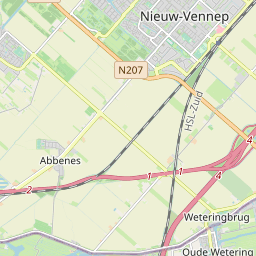 Nieuw-Vennep
N207
HSL-Zuid
4
Abbenes
1
1
4
2
Weteringbrug
Oude Wetering